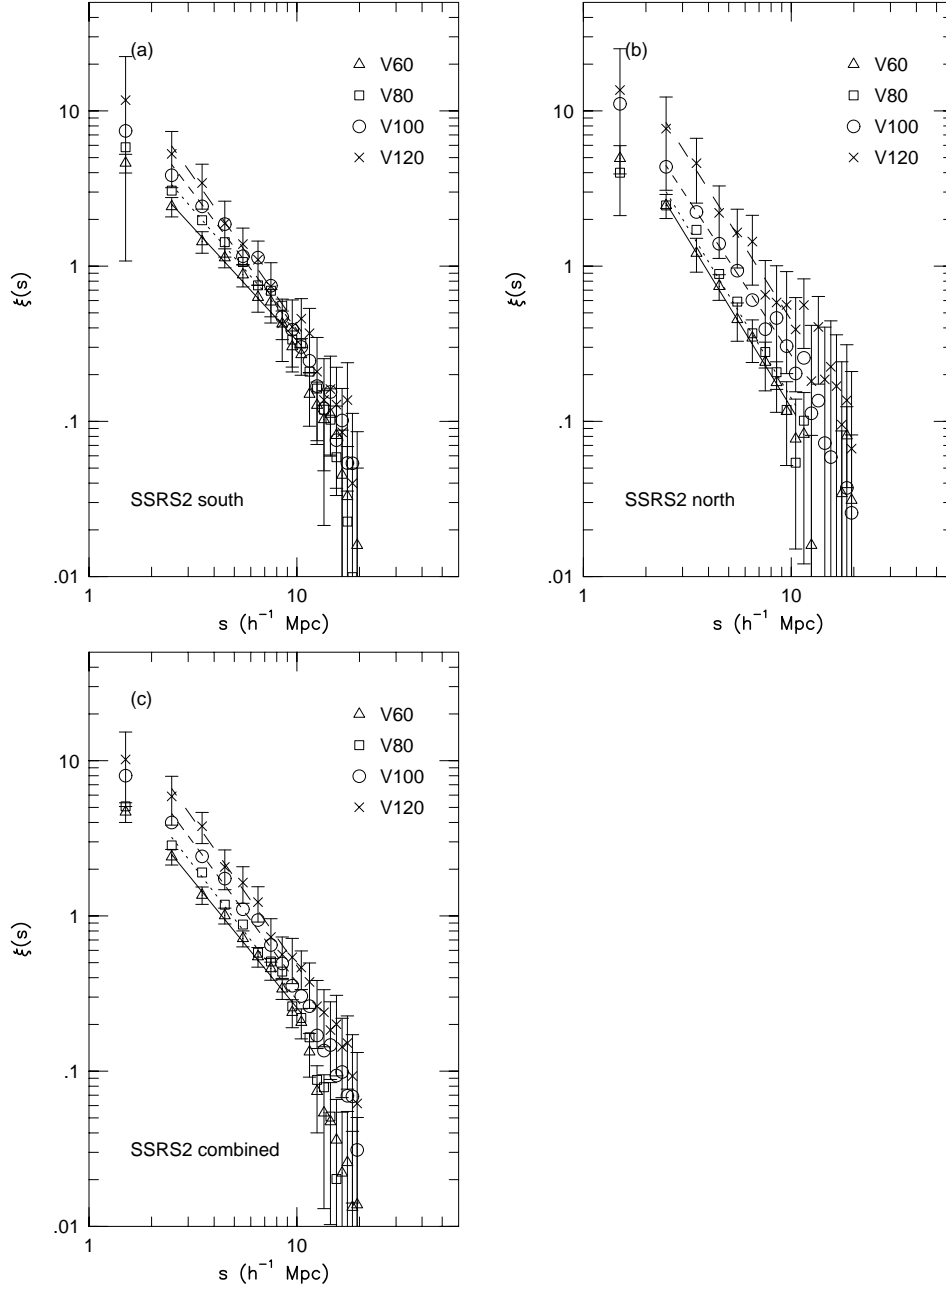 (a)
V60
V80
V100
V120
10
1
.1
.01
ξ(s)
SSRS2 south
1
10
s (h⁻¹ Mpc)
(b)
V60
V80
V100
V120
10
1
.1
.01
ξ(s)
SSRS2 north
1
10
s (h⁻¹ Mpc)
(c)
V60
V80
V100
V120
10
1
.1
.01
ξ(s)
SSRS2 combined
1
10
s (h⁻¹ Mpc)